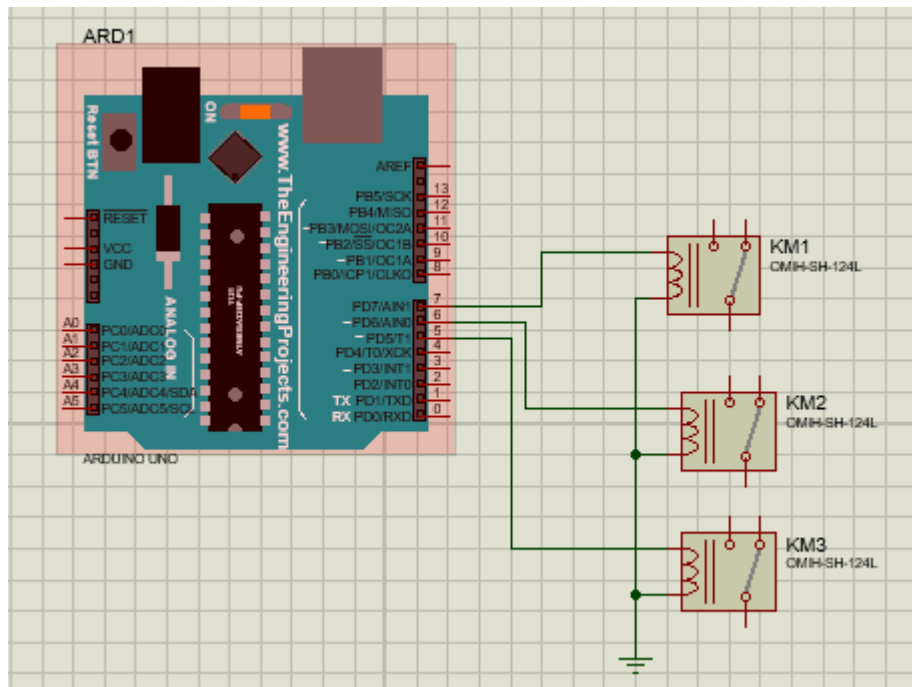 ARD1
Reset BTN
ON
www.TheEngineeringProjects.com
AREF
PB5/SCK 13
PB4/MISO 12
~PB3/MOSI/OC2A 11
~PB2/SS/OC1B 10
~PB1/OC1A 9
PB0/ICP1/CLKO 8
RESET
VCC
GND
ANALOG IN
A0 PC0/ADC0
A1 PC1/ADC1
A2 PC2/ADC2
A3 PC3/ADC3
A4 PC4/ADC4/SDA
A5 PC5/ADC5/SCL
PD7/AIN1 7
~PD6/AIN0 6
~PD5/T1 5
PD4/T0/XCK 4
~PD3/INT1 3
PD2/INT0 2
TX PD1/TXD 1
RX PD0/RXD 0
ARDUINO UNO
KM1
OMIH-SH-124L
KM2
OMIH-SH-124L
KM3
OMIH-SH-124L